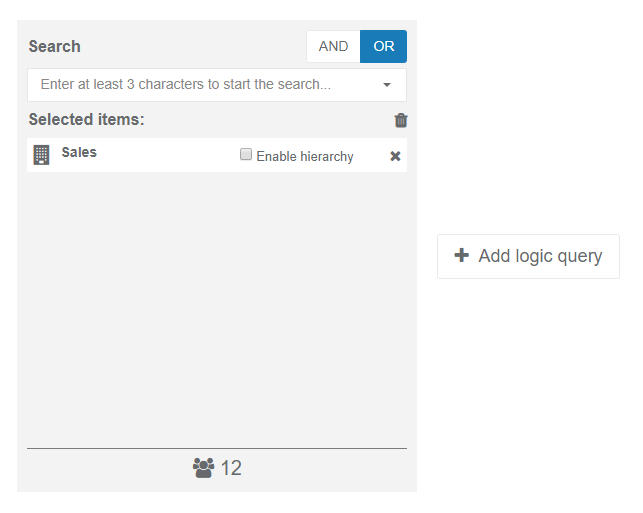 Search
AND OR
Enter at least 3 characters to start the search...
Selected items:
Sales
Enable hierarchy
Add logic query
12